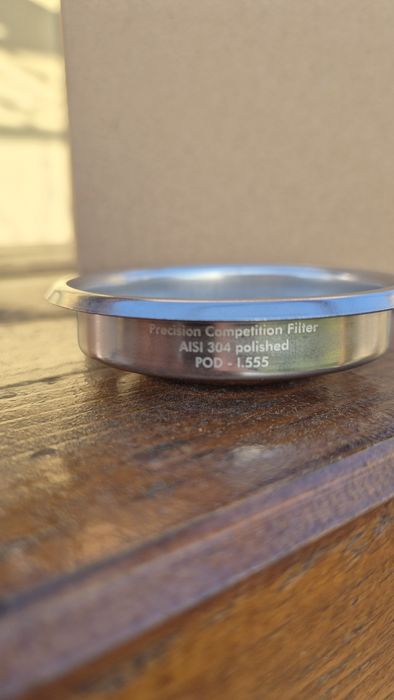 Precision Competition Filter
AISI 304 polished
POD - 1.555